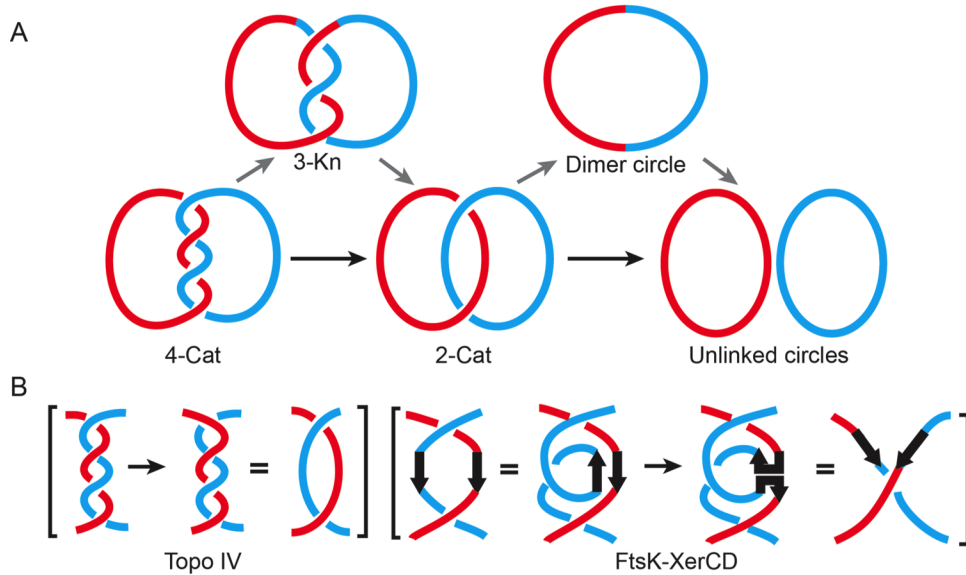 A
3-Kn
Dimer circle
4-Cat
2-Cat
Unlinked circles
B
Topo IV
=
FtsK-XerCD
=
=